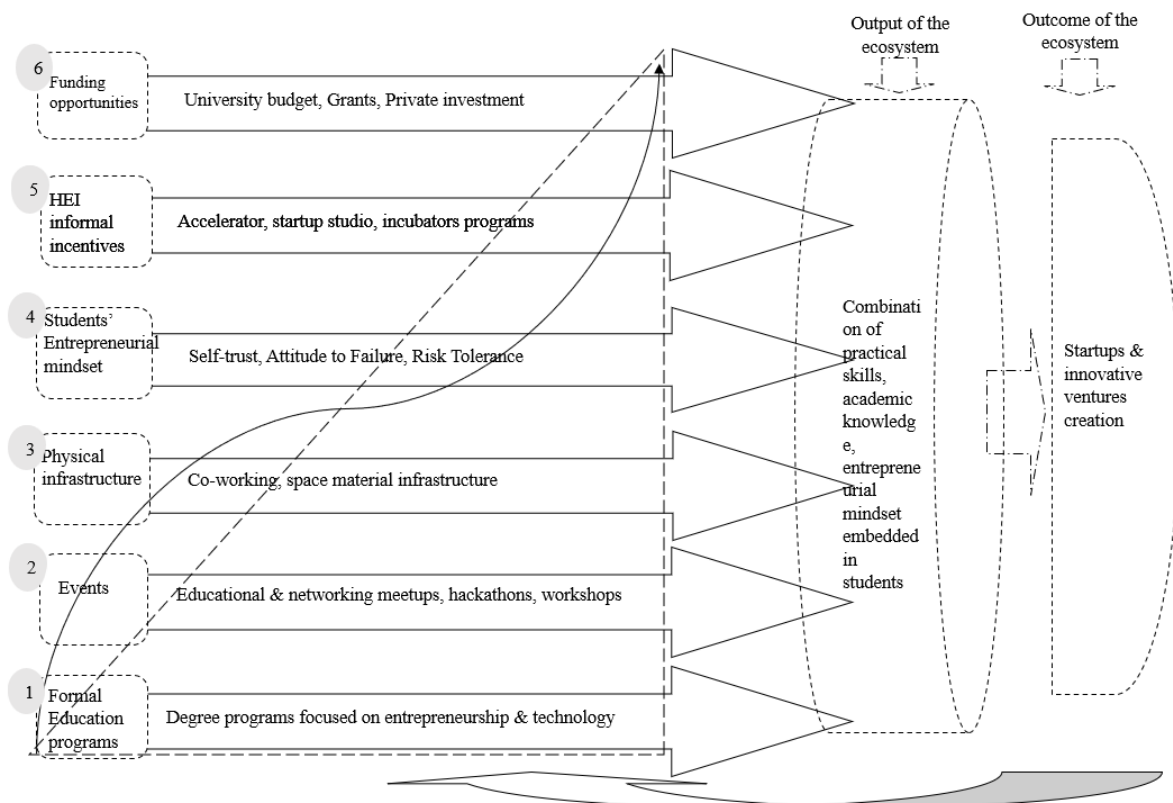 Output of the
ecosystem
Outcome of the
ecosystem
6
Funding
opportunities
University budget, Grants, Private investment
5
HEI
informal
incentives
Accelerator, startup studio, incubators programs
4
Students’
Entrepreneurial
mindset
Self-trust, Attitude to Failure, Risk Tolerance
3
Physical
infrastructure
Co-working, space material infrastructure
2
Events
Educational & networking meetups, hackathons, workshops
1
Formal
Education
programs
Degree programs focused on entrepreneurship & technology
Combinati
on of
practical
skills,
academic
knowledg
e,
entreprene
urial
mindset
embedded
in
students
Startups &
innovative
ventures
creation